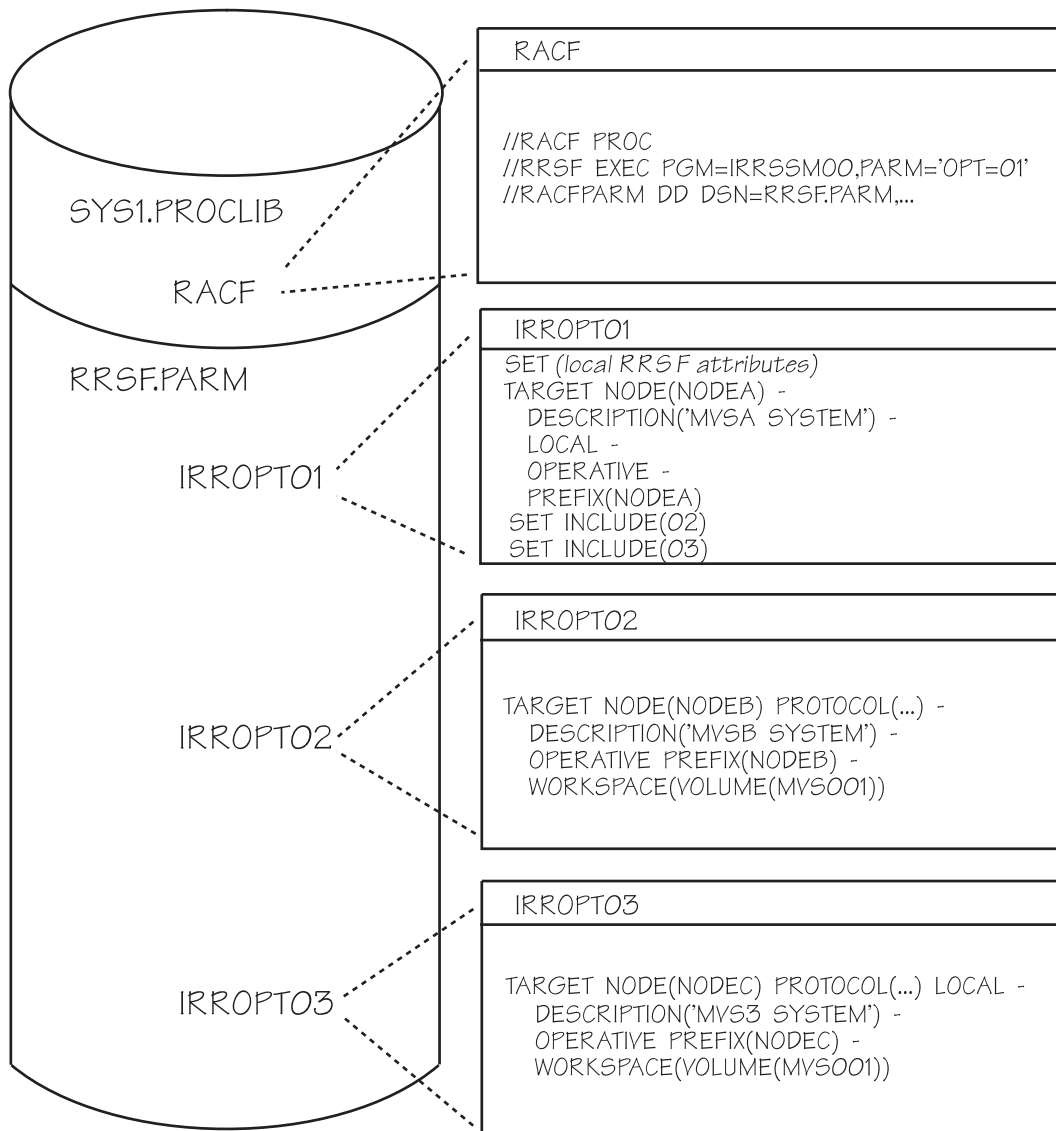 SYS1.PROCLIB
RACF
RRSF.PARM
IRROPT01
IRROPT02
IRROPT03
RACF
//RACF PROC
//RRSF EXEC PGM=IRRSSM00,PARM='OPT=01'
//RACFPARM DD DSN=RRSF.PARM,...
IRROPT01
SET (local RRSF attributes)
TARGET NODE(NODEA) -
DESCRIPTION('MVSA SYSTEM') -
LOCAL -
OPERATIVE -
PREFIX(NODEA)
SET INCLUDE(02)
SET INCLUDE(03)
IRROPT02
TARGET NODE(NODEB) PROTOCOL(...) -
DESCRIPTION('MVSB SYSTEM') -
OPERATIVE PREFIX(NODEB) -
WORKSPACE(VOLUME(MVS001))
IRROPT03
TARGET NODE(NODEC) PROTOCOL(...) LOCAL -
DESCRIPTION('MVS3 SYSTEM') -
OPERATIVE PREFIX(NODEC) -
WORKSPACE(VOLUME(MVS001))